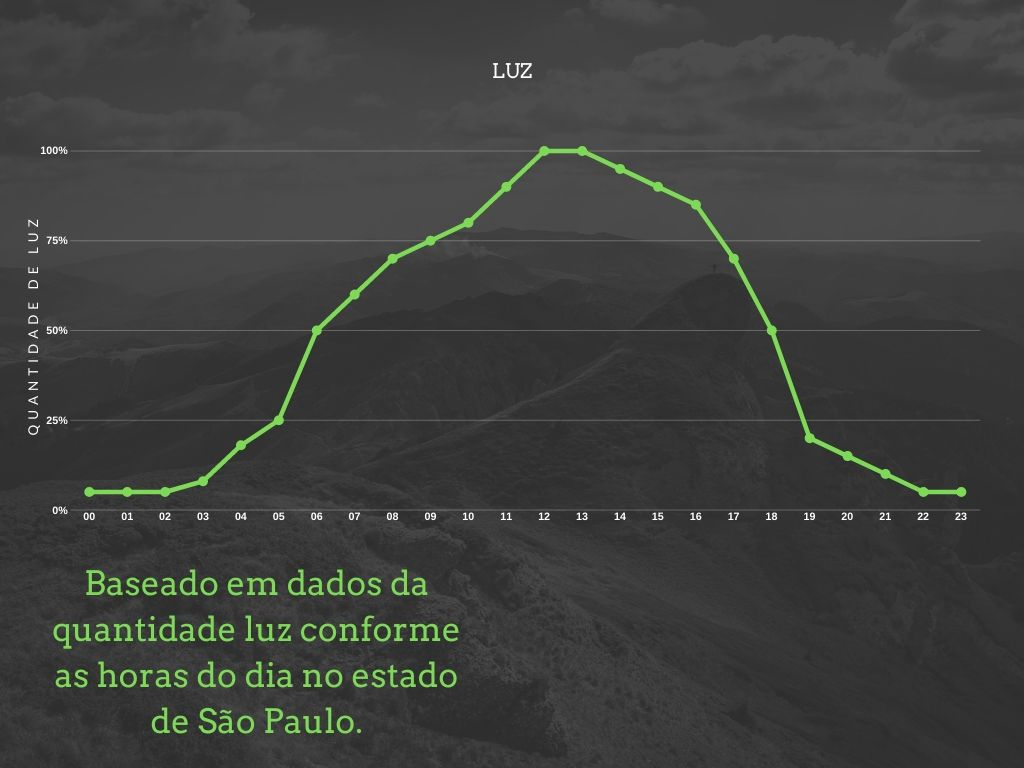 LUZ
QUANTIDADE DE LUZ
100%
75%
50%
25%
0%
00 01 02 03 04 05 06 07 08 09 10 11 12 13 14 15 16 17 18 19 20 21 22 23
Baseado em dados da
quantidade luz conforme
as horas do dia no estado
de São Paulo.